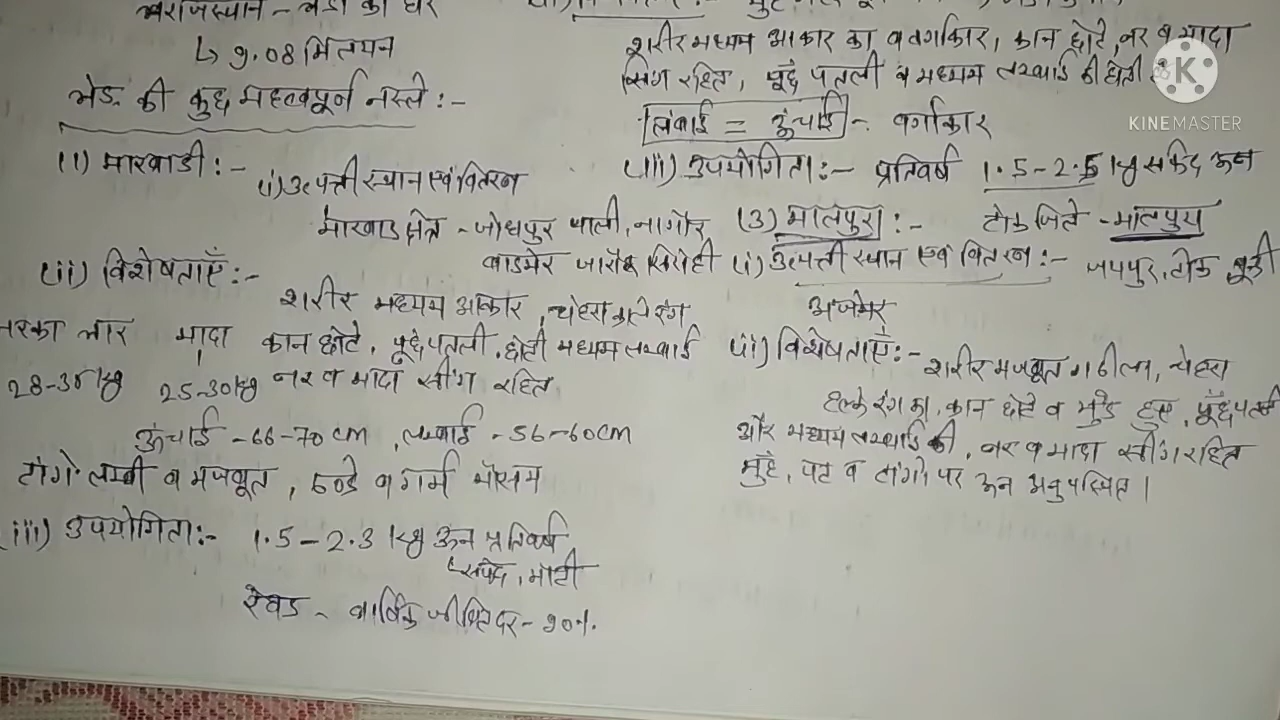 राजस्थान - भेडो का घर
↳ 9.08 मिलयन
भेड़ की कुछ महत्वपूर्ण नस्ले :-
(1) मारवाडी :-
(i) उत्पत्ती स्थान एवं वितरण
मारवाड क्षेत्र - जोधपुर पाली, नागौर
बाडमेर जालौर सिरोही
(ii) विशेषताएँ :-
शरीर मध्यम आकार, चेहरा काले रंग
नरका भार मादा कान छोटे, पूछे पतली, छोटी मध्यम लम्बाई
25-30 kg नर व मादा सींग रहित
ऊंचाई - 66-70 cm, लम्बाई - 56-60 cm
टांगे लम्बी व मजबूत, ठण्डे व गर्म मौसम
(iii) उपयोगिता :- 1.5-2.3 kg ऊन प्रतिवर्ष
↳ सफेद, मोटी
रेवड - वार्षिक जीवित दर - 90%.
शरीर मध्यम आकार का व वर्गाकार, कान छोटे, नर व मादा
सिंग रहित, पूछे पतली व मध्यम लम्बाई की होती
लंबाई = ऊंचाई - वर्गाकार
(iii) उपयोगिता :- प्रतिवर्ष 1.5-2.5 kg सफेद ऊन
(3) मालपुरा :- टोंक जिले - मालपुरा
(i) उत्पत्ती स्थान एवं वितरण :- जयपुर, टोंक बूंदी
अजमेर
(ii) विशेषताएँ :- शरीर मजबूत गठीला, चेहरा
हल्के रंग का, कान छोटे व मुडे हुए, पूँछे पतली
और मध्यम लम्बाई की, नर व मादा सींग रहित
मुहँ, पेट व टांगो पर ऊन अनुपस्थित।
K
KINEMASTER